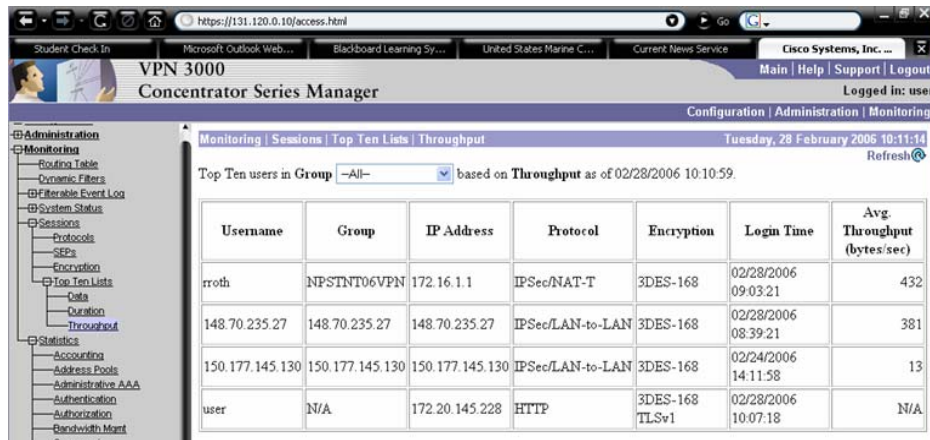 https://131.120.0.10/access.html
Go
G
Student Check In
Microsoft Outlook Web...
Blackboard Learning Sy...
United States Marine C...
Current News Service
Cisco Systems, Inc. ...
VPN 3000
Concentrator Series Manager
Main | Help | Support | Logout
Logged in: use
Configuration | Administration | Monitoring
Administration
Monitoring
Routing Table
Dynamic Filters
Filterable Event Log
System Status
Sessions
Protocols
SEPs
Encryption
Top Ten Lists
Data
Duration
Throughput
Statistics
Accounting
Address Pools
Administrative AAA
Authentication
Authorization
Bandwidth Mgmt
Monitoring | Sessions | Top Ten Lists | Throughput
Tuesday, 28 February 2006 10:11:14
Refresh
Top Ten users in Group --All-- based on Throughput as of 02/28/2006 10:10:59.
Username Group IP Address Protocol Encryption Login Time Avg. Throughput (bytes/sec)
rroth NPSTNT06VPN 172.16.1.1 IPSec/NAT-T 3DES-168 02/28/2006 09:03:21 432
148.70.235.27 148.70.235.27 148.70.235.27 IPSec/LAN-to-LAN 3DES-168 02/28/2006 08:39:21 381
150.177.145.130 150.177.145.130 150.177.145.130 IPSec/LAN-to-LAN 3DES-168 02/24/2006 14:11:58 13
user N/A 172.20.145.228 HTTP 3DES-168 TLSv1 02/28/2006 10:07:18 N/A